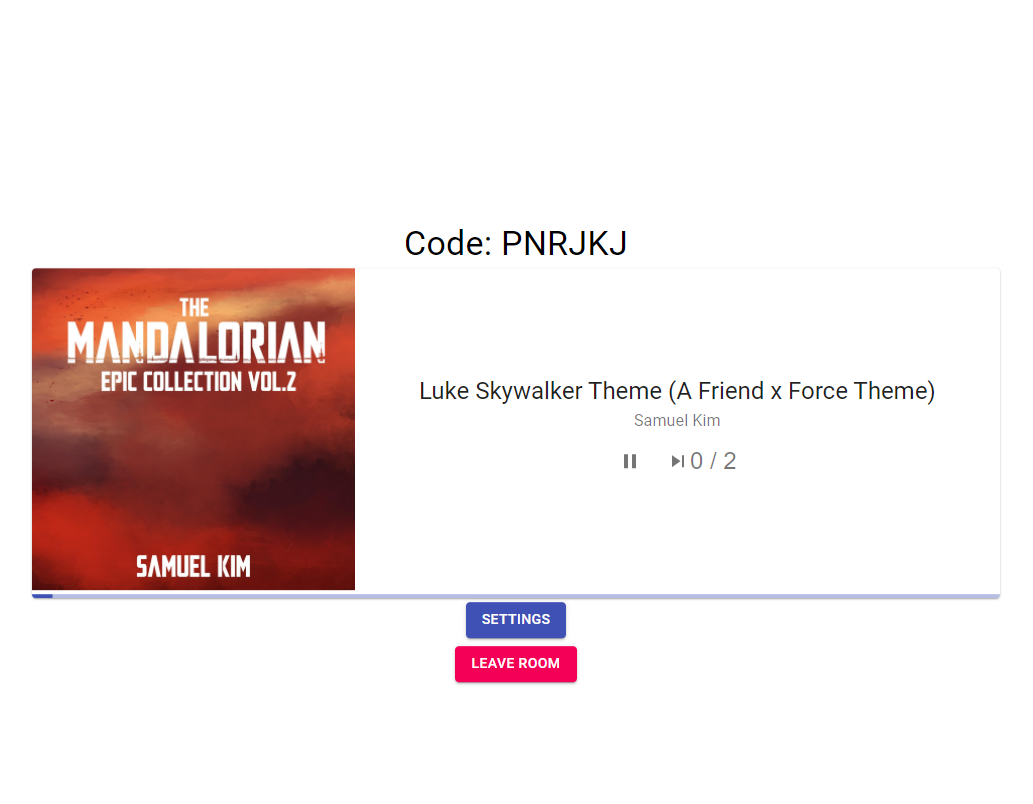 Code: PNRJKJ
THE
MANDALORIAN
EPIC COLLECTION VOL.2
SAMUEL KIM
Luke Skywalker Theme (A Friend x Force Theme)
Samuel Kim
0 / 2
SETTINGS
LEAVE ROOM